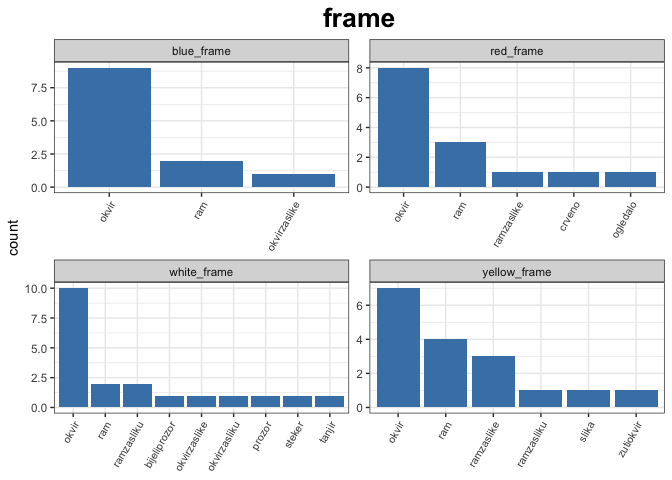 frame
blue_frame
7.5
5.0
2.5
0.0
okvir
ram
okvirzaslike
red_frame
8
6
4
2
0
okvir
ram
ramzaslike
crveno
ogledalo
count
white_frame
10.0
7.5
5.0
2.5
0.0
okvir
ram
ramzasliku
bijeliprozor
okvirzaslike
okvirzasliku
prozor
steker
tanjir
yellow_frame
6
4
2
0
okvir
ram
ramzaslike
ramzasliku
slika
zutiokvir